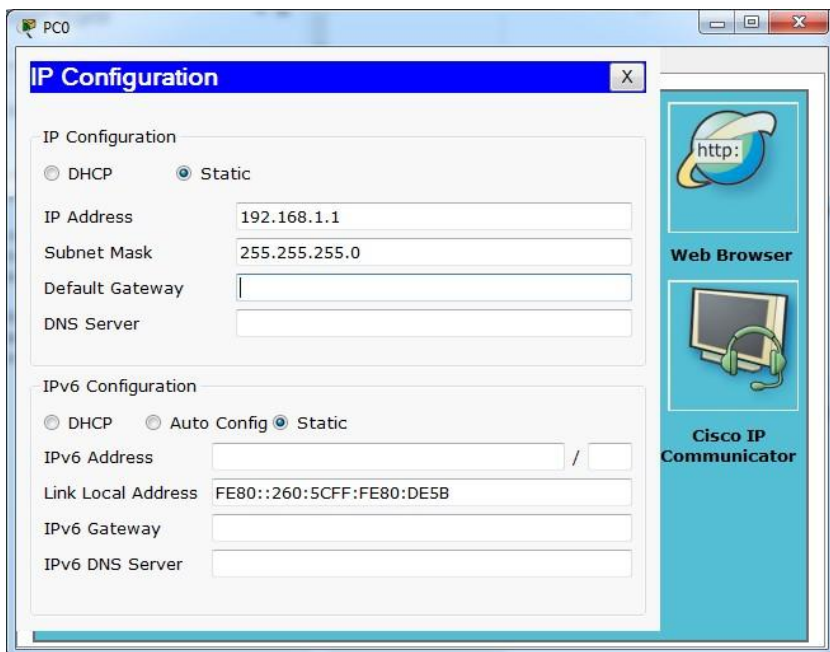 PC0
IP Configuration
X
IP Configuration
DHCP Static
IP Address 192.168.1.1
Subnet Mask 255.255.255.0
Default Gateway
DNS Server
IPv6 Configuration
DHCP Auto Config Static
IPv6 Address /
Link Local Address FE80::260:5CFF:FE80:DE5B
IPv6 Gateway
IPv6 DNS Server
http:
Web Browser
Cisco IP
Communicator